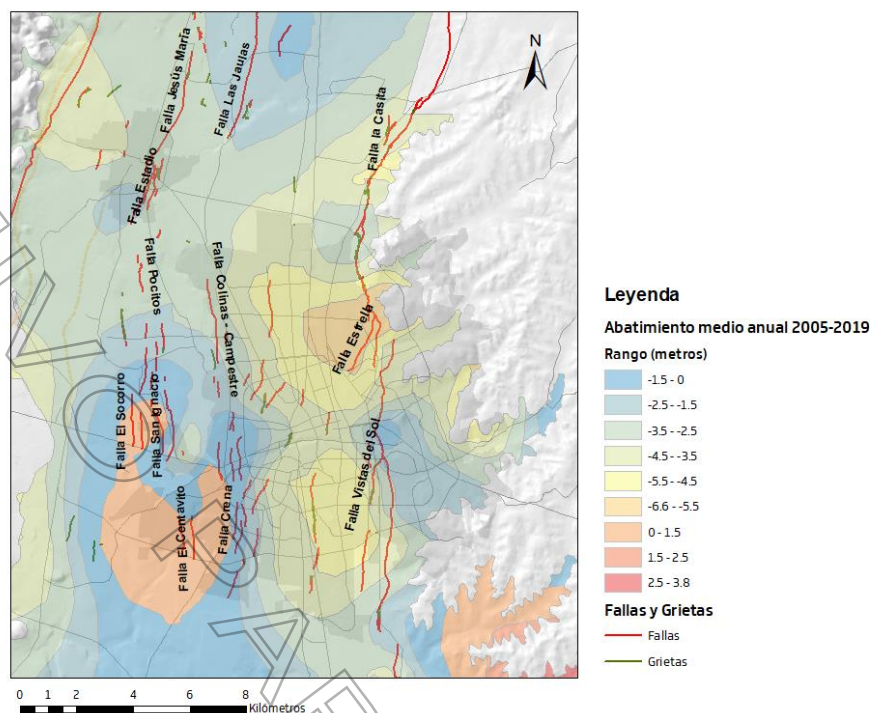 Falla Jesús María
Falla Las Jaujas
N
Falla la Casita
Falla Estadio
Falla Pocitos
Falla Colinas - Campestre
Falla Estrella
Falla El Socorro
Falla San Ignacio
Falla Vistas del Sol
Falla El Centavito
Falla Crena
Leyenda
Abatimiento medio anual 2005-2019
Rango (metros)
-1.5 - 0
-2.5 - -1.5
-3.5 - -2.5
-4.5 - -3.5
-5.5 - -4.5
-6.6 - -5.5
0 - 1.5
1.5 - 2.5
2.5 - 3.8
Fallas y Grietas
Fallas
Grietas
0 1 2 4 6 8
Kilómetros